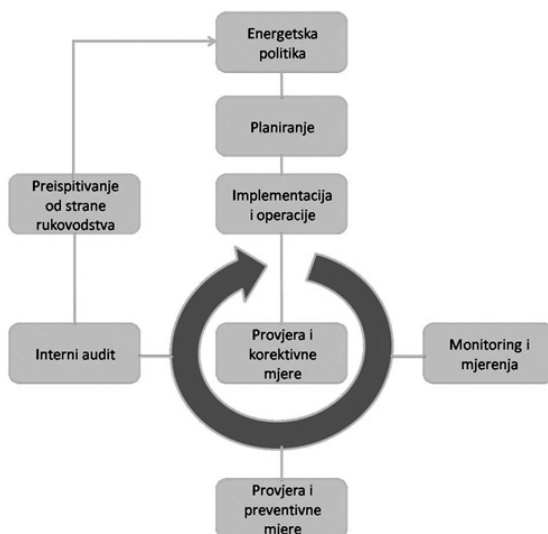 Energetska
politika
Planiranje
Preispitivanje
od strane
rukovodstva
Implementacija
i operacije
Interni audit
Provjera i
korektivne
mjere
Monitoring i
mjerenja
Provjera i
preventivne
mjere